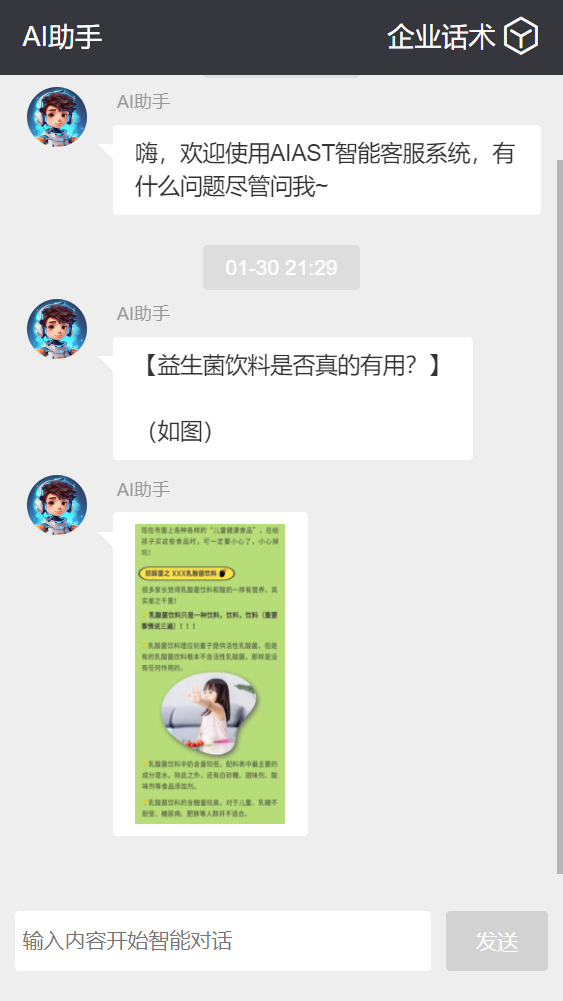 AI助手
企业话术
AI助手
嗨，欢迎使用AIAST智能客服系统，有
什么问题尽管问我~
01-30 21:29
AI助手
【益生菌饮料是否真的有用？】
（如图）
AI助手
现在市面上各种各样的“儿童健康食品”，在给
孩子买这些食品时，可一定要小心了，小心掉
坑！
XXX乳酸菌饮料
很多家长觉得乳酸菌饮料和酸奶一样有营养，其
实差之千里！
乳酸菌饮料只是一种饮料，饮料，饮料（重要
事情说三遍）！！！
乳酸菌饮料理应侧重于提供活性乳酸菌，但是
有的乳酸菌饮料根本不含活性乳酸菌，那样是没
有任何作用的。
乳酸菌饮料中奶含量较低，配料表中最主要的
成分是水，除此之外，还有白砂糖、甜味剂、酸
味剂等食品添加剂。
乳酸菌饮料的含糖量较高，对于儿童、乳糖不
耐受、糖尿病、肥胖等人群并不适合。
输入内容开始智能对话
发送